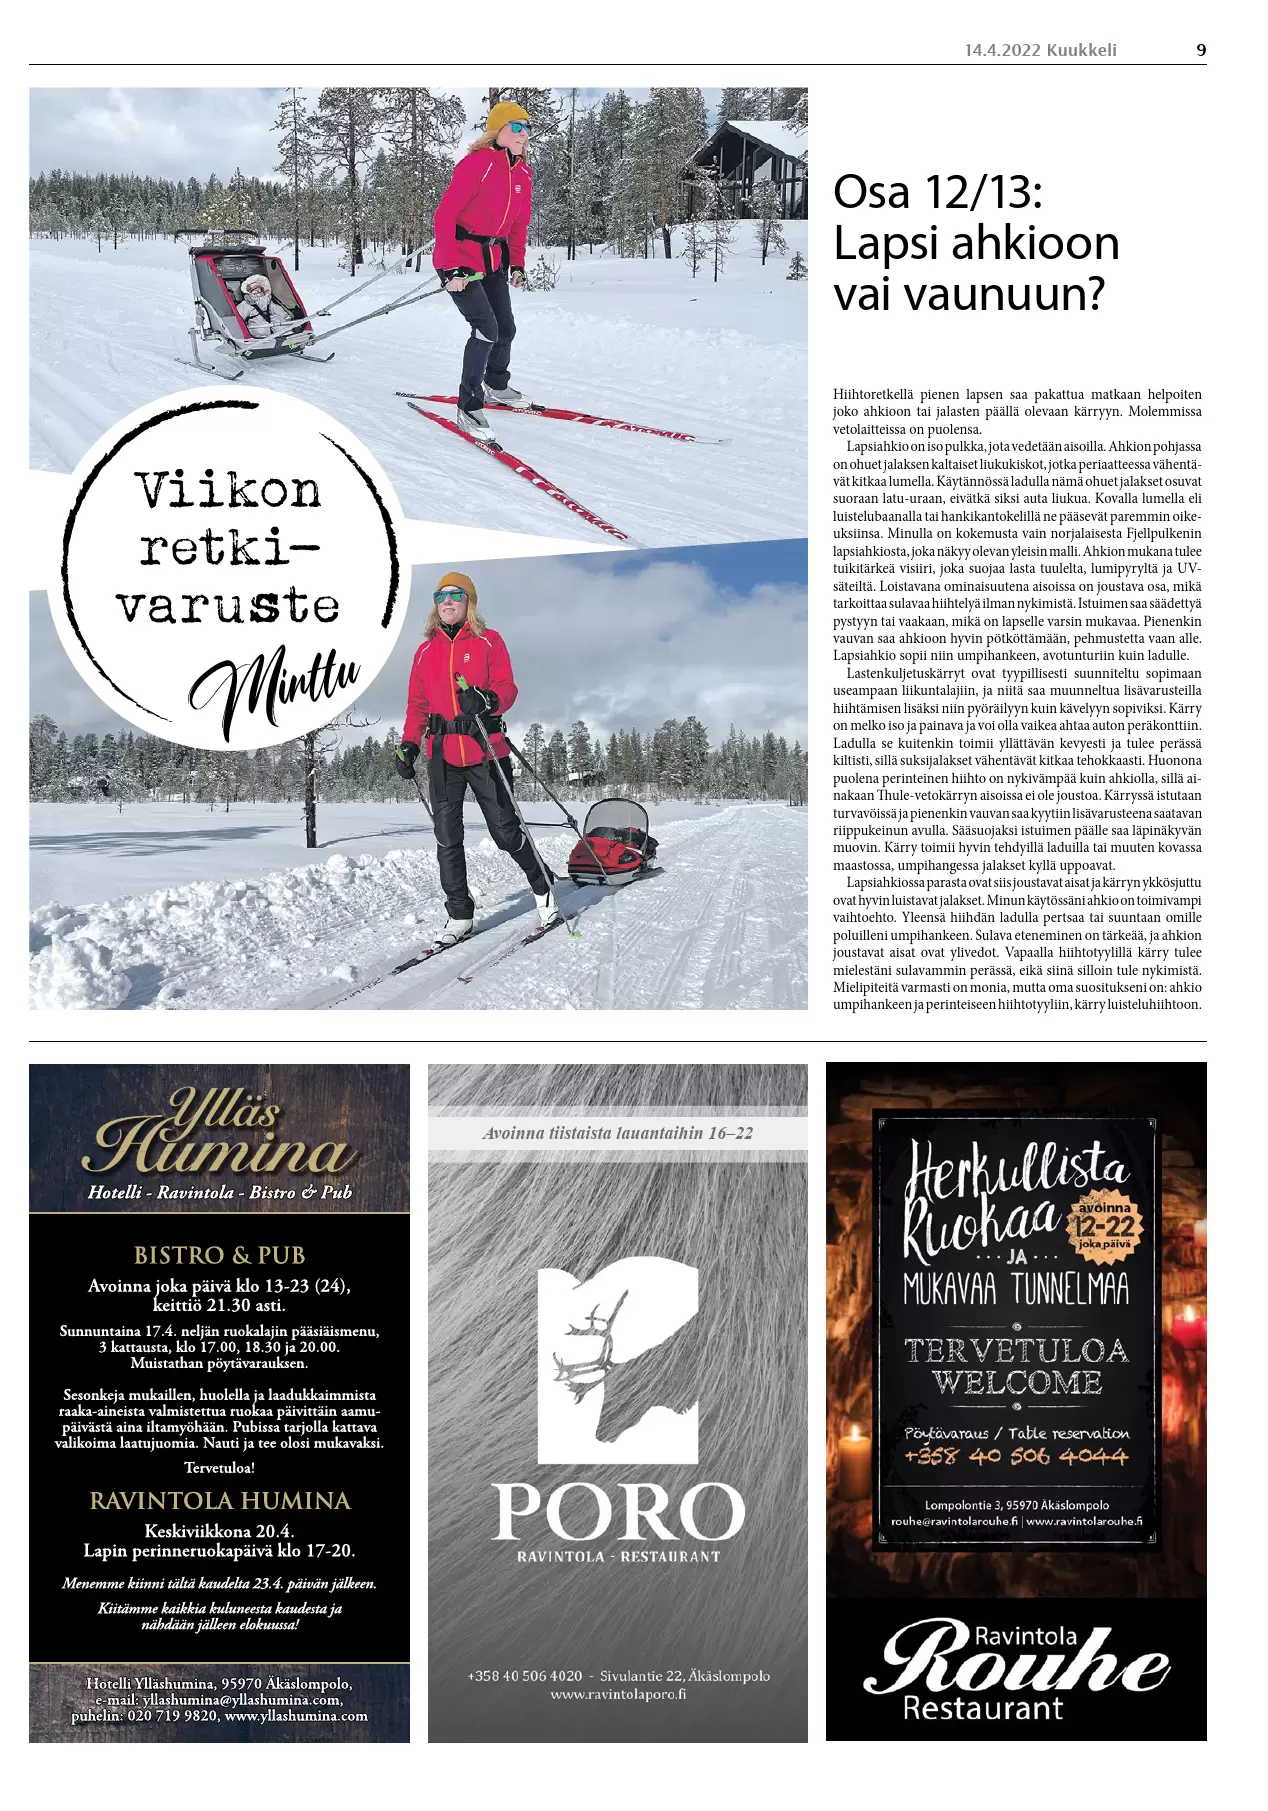 14.4.2022 Kuukkeli 9
Viikon
retki-
varuste
Minttu
Osa 12/13:
Lapsi ahkioon
vai vaunuun?
Hiihtoretkellä pienen lapsen saa pakattua matkaan helpoiten
joko ahkioon tai jalasten päällä olevaan kärryyn. Molemmissa
vetolaitteissa on puolensa.
Lapsiahkio on iso pulkka, jota vedetään aisoilla. Ahkion pohjassa
on ohuet jalaksen kaltaiset liukukiskot, jotka periaatteessa vähentä-
vät kitkaa lumella. Käytännössä ladulla nämä ohuet jalakset osuvat
suoraan latu-uraan, eivätkä siksi auta liukua. Kovalla lumella eli
luistelubaanalla tai hankikantokelillä ne pääsevät paremmin oike-
uksiinsa. Minulla on kokemusta vain norjalaisesta Fjellpulkenin
lapsiahkiosta, joka näkyy olevan yleisin malli. Ahkion mukana tulee
tuikitärkeä visiiri, joka suojaa lasta tuulelta, lumipyryltä ja UV-
säteiltä. Loistavana ominaisuutena aisoissa on joustava osa, mikä
tarkoittaa sulavaa hiihtelyä ilman nykimistä. Istuimen saa säädettyä
pystyyn tai vaakaan, mikä on lapselle varsin mukavaa. Pienenkin
vauvan saa ahkioon hyvin pötköttämään, pehmustetta vaan alle.
Lapsiahkio sopii niin umpihankeen, avotunturiin kuin ladulle.
Lastenkuljetuskärryt ovat tyypillisesti suunniteltu sopimaan
useampaan liikuntalajiin, ja niitä saa muunneltua lisävarusteilla
hiihtämisen lisäksi niin pyöräilyyn kuin kävelyyn sopiviksi. Kärry
on melko iso ja painava ja voi olla vaikea ahtaa auton peräkonttiin.
Ladulla se kuitenkin toimii yllättävän kevyesti ja tulee perässä
kiltisti, sillä suksijalakset vähentävät kitkaa tehokkaasti. Huonona
puolena perinteinen hiihto on nykivämpää kuin ahkiolla, sillä ai-
nakaan Thule-vetokärryn aisoissa ei ole joustoa. Kärryssä istutaan
turvavöissä ja pienenkin vauvan saa kyytiin lisävarusteena saatavan
riippukeinun avulla. Sääsuojaksi istuimen päälle saa läpinäkyvän
muovin. Kärry toimii hyvin tehdyillä laduilla tai muuten kovassa
maastossa, umpihangessa jalakset kyllä uppoavat.
Lapsiahkiossa parasta ovat siis joustavat aisat ja kärryn ykkösjuttu
ovat hyvin luistavat jalakset. Minun käytössäni ahkio on toimivampi
vaihtoehto. Yleensä hiihdän ladulla pertsaa tai suuntaan omille
poluilleni umpihankeen. Sulava eteneminen on tärkeää, ja ahkion
joustavat aisat ovat ylivedot. Vapaalla hiihtotyylillä kärry tulee
mielestäni sulavammin perässä, eikä siinä silloin tule nykimistä.
Mielipiteitä varmasti on monia, mutta oma suositukseni on: ahkio
umpihankeen ja perinteiseen hiihtotyyliin, kärry luisteluhiihtoon.
ATOMIC
ATOMIC
Ylläs
Humina
Hotelli - Ravintola - Bistro & Pub
BISTRO & PUB
Avoinna joka päivä klo 13-23 (24),
keittiö 21.30 asti.
Sunnuntaina 17.4. neljän ruokalajin pääsiäismenu,
3 kattausta, klo 17.00, 18.30 ja 20.00.
Muistathan pöytävarauksen.
Sesonkeja mukaillen, huolella ja laadukkaimmista
raaka-aineista valmistettua ruokaa päivittäin aamu-
päivästä aina iltamyöhään. Pubissa tarjolla kattava
valikoima laatujuomia. Nauti ja tee olosi mukavaksi.
Tervetuloa!
RAVINTOLA HUMINA
Keskiviikkona 20.4.
Lapin perinneruokapäivä klo 17-20.
Menemme kiinni tältä kaudelta 23.4. päivän jälkeen.
Kiitämme kaikkia kuluneesta kaudesta ja
nähdään jälleen elokuussa!
Hotelli Ylläshumina, 95970 Äkäslompolo,
e-mail: yllashumina@yllashumina.com,
puhelin: 020 719 9820, www.yllashumina.com
Avoinna tiistaista lauantaihin 16–22
PORO
RAVINTOLA - RESTAURANT
+358 40 506 4020 - Sivulantie 22, Äkäslompolo
www.ravintolaporo.fi
Herkullista
Ruokaa
avoinna
12-22
joka päivä
JA
MUKAVAA TUNNELMAA
TERVETULOA
WELCOME
Pöytävaraus / Table reservation
+358 40 506 4044
Lompolontie 3, 95970 Äkäslompolo
rouhe@ravintolarouhe.fi | www.ravintolarouhe.fi
Ravintola
Rouhe
Restaurant